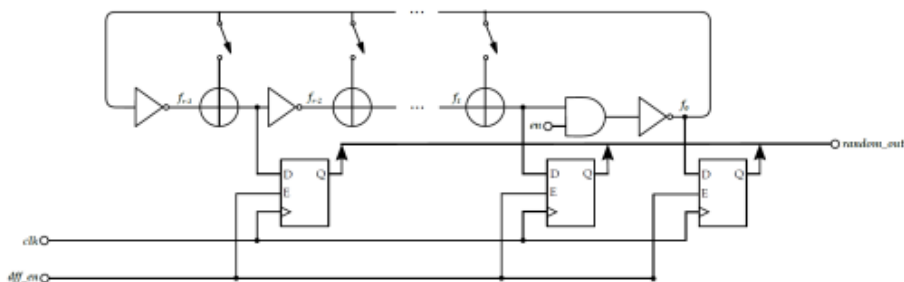 ...
f_{r-1} f_{r-2} ... f_1 f_0
en
random_out
D Q D Q D Q
E E E
clk
dff_en